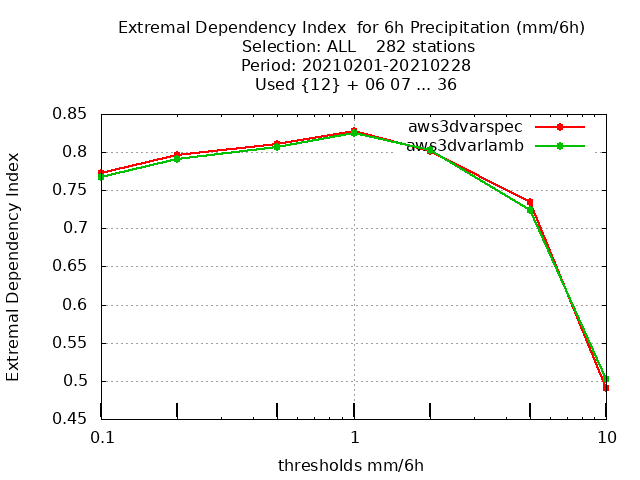 Extremal Dependency Index  for 6h Precipitation (mm/6h)
Selection: ALL    282 stations
Period: 20210201-20210228
Used {12} + 06 07 ... 36
aws3dvarspec
aws3dvarlamb
Extremal Dependency Index
0.85
0.8
0.75
0.7
0.65
0.6
0.55
0.5
0.45
0.1
1
10
thresholds mm/6h